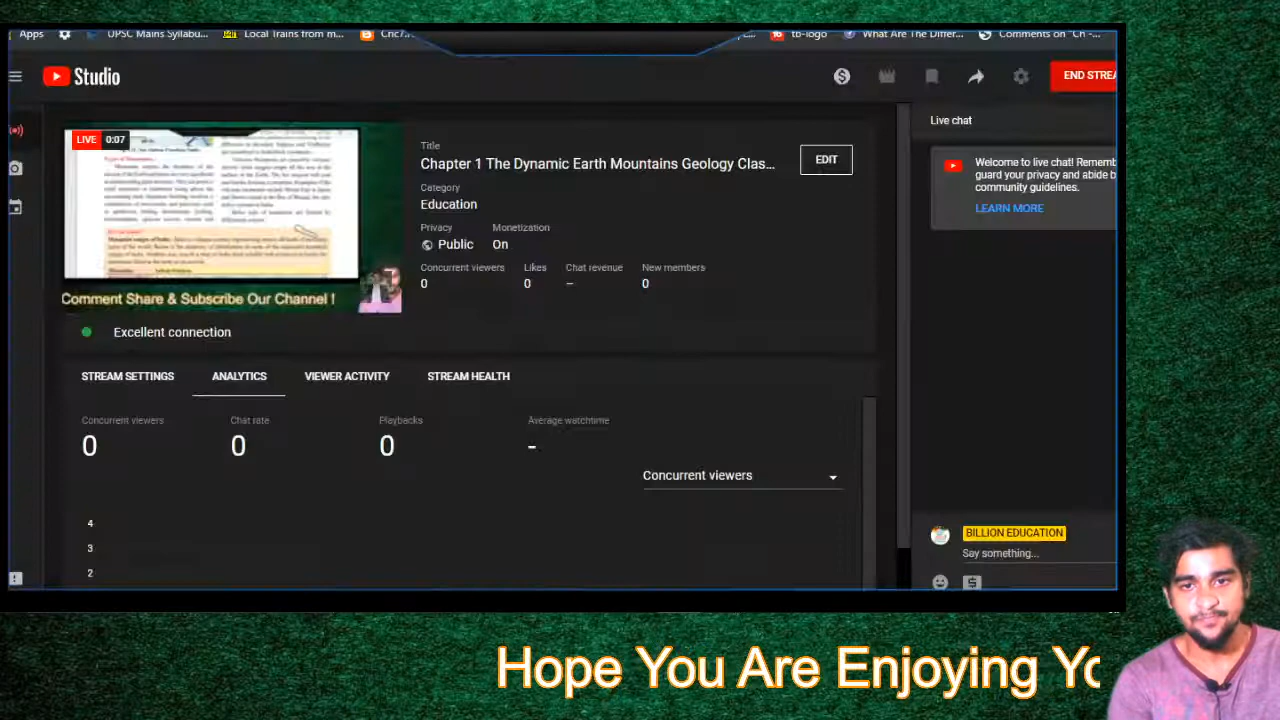 Apps UPSC Mains Syllabu... Local Trains from m... Cric7... tb-logo What Are The Differ... Comments on "Ch -...
Studio
END STREA
LIVE 0:07
Title
Chapter 1 The Dynamic Earth Mountains Geology Clas...
EDIT
Category
Education
Privacy Monetization
Public On
Concurrent viewers Likes Chat revenue New members
0 0 – 0
Comment Share & Subscribe Our Channel !
Excellent connection
STREAM SETTINGS ANALYTICS VIEWER ACTIVITY STREAM HEALTH
Concurrent viewers Chat rate Playbacks Average watchtime
0 0 0 -
Concurrent viewers
4
3
2
Live chat
Welcome to live chat! Rememb
guard your privacy and abide b
community guidelines.
LEARN MORE
BILLION EDUCATION
Say something...
Hope You Are Enjoying Yo